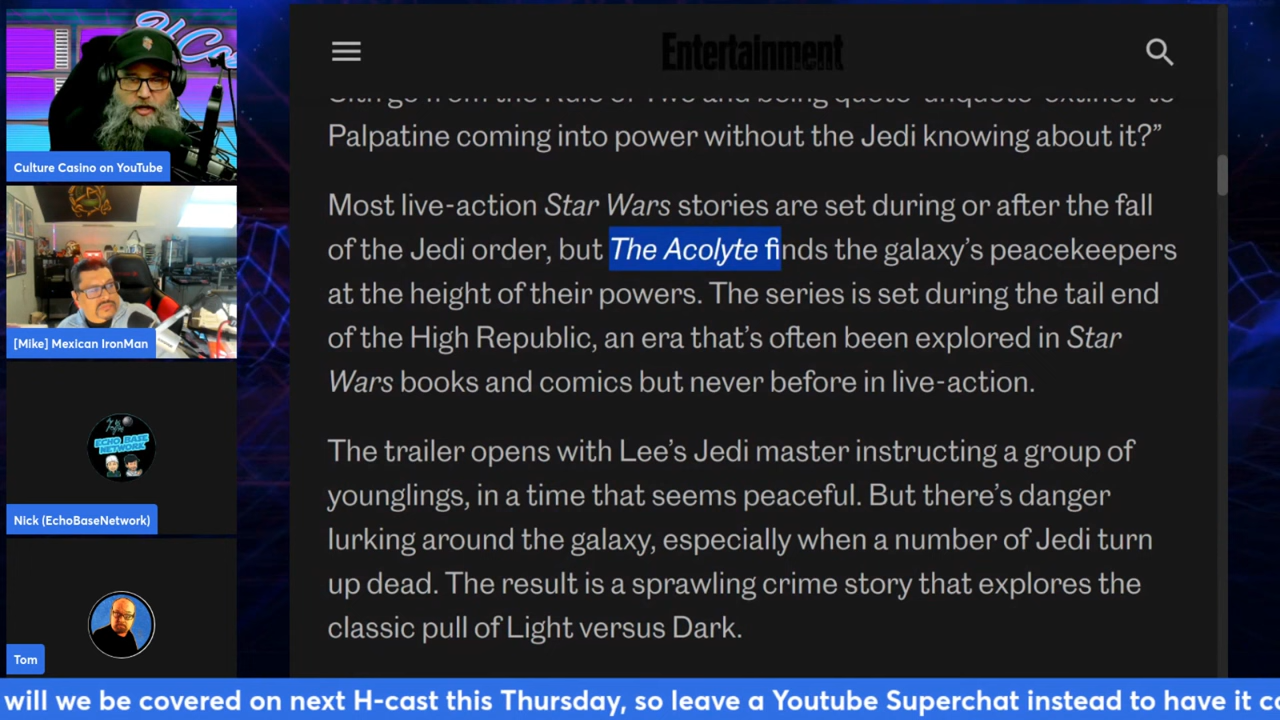 Culture Casino on YouTube
[Mike] Mexican IronMan
ECHO BASE
NETWORK
Nick (EchoBaseNetwork)
Tom
Entertainment
Palpatine coming into power without the Jedi knowing about it?”
Most live-action Star Wars stories are set during or after the fall
of the Jedi order, but The Acolyte finds the galaxy’s peacekeepers
at the height of their powers. The series is set during the tail end
of the High Republic, an era that’s often been explored in Star
Wars books and comics but never before in live-action.
The trailer opens with Lee’s Jedi master instructing a group of
younglings, in a time that seems peaceful. But there’s danger
lurking around the galaxy, especially when a number of Jedi turn
up dead. The result is a sprawling crime story that explores the
classic pull of Light versus Dark.
will we be covered on next H-cast this Thursday, so leave a Youtube Superchat instead to have it